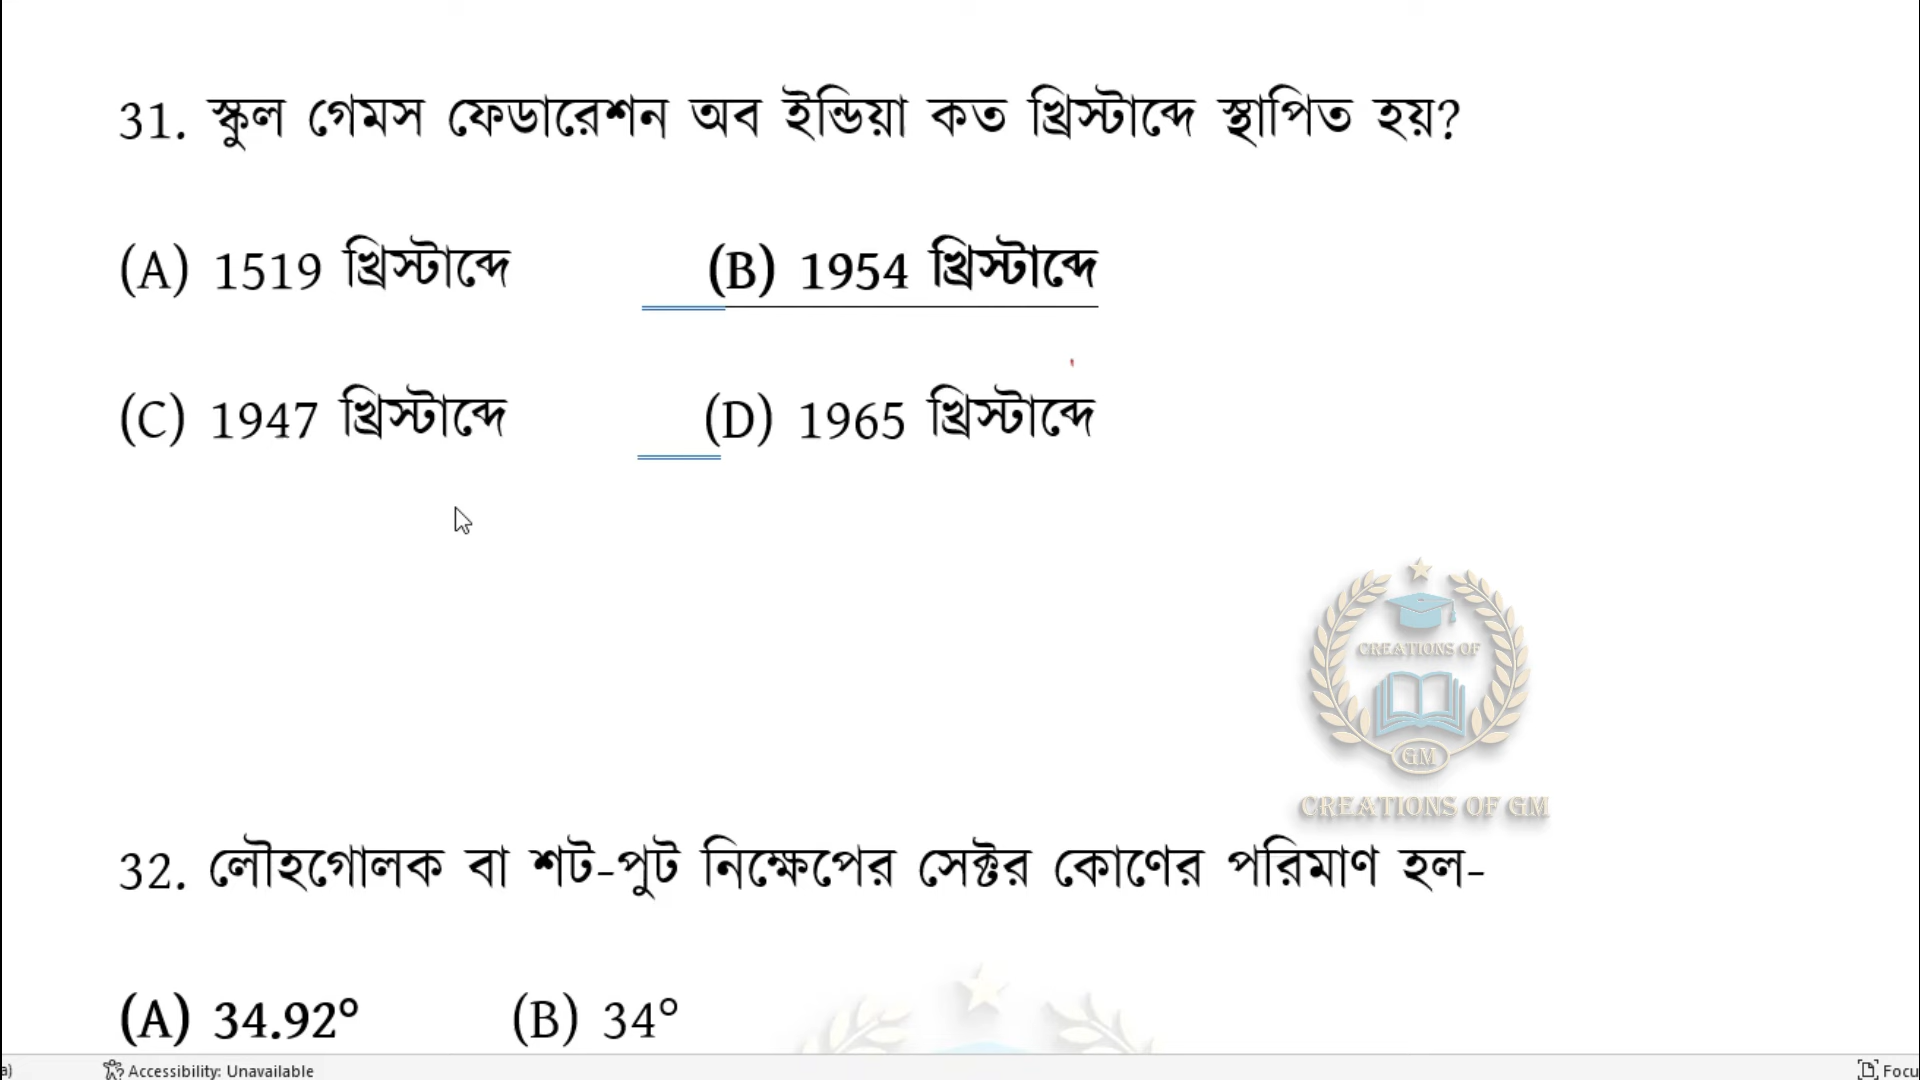 31. স্কুল গেমস ফেডারেশন অব ইন্ডিয়া কত খ্রিস্টাব্দে স্থাপিত হয়?
(A) 1519 খ্রিস্টাব্দে (B) 1954 খ্রিস্টাব্দে
(C) 1947 খ্রিস্টাব্দে (D) 1965 খ্রিস্টাব্দে
CREATIONS OF
GM
CREATIONS OF GM
32. লৌহগোলক বা শট-পুট নিক্ষেপের সেক্টর কোণের পরিমাণ হল-
(A) 34.92° (B) 34°
a) Accessibility: Unavailable Focu